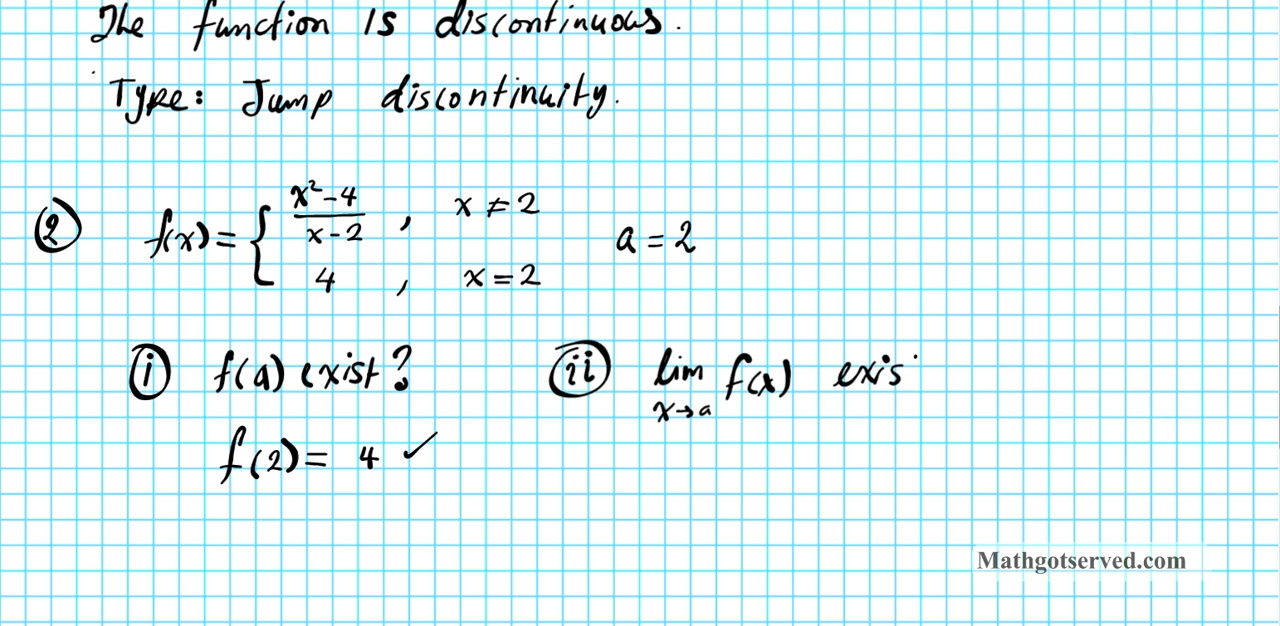 The function is discontinuous.
Type: Jump discontinuity.
② f(x) = { (x² - 4)/(x - 2) , x ≠ 2
4 , x = 2
a = 2
ⓘ f(a) exist?
ⓘⓘ lim x→a f(x) exis
f(2) = 4 ✓
Mathgotserved.com